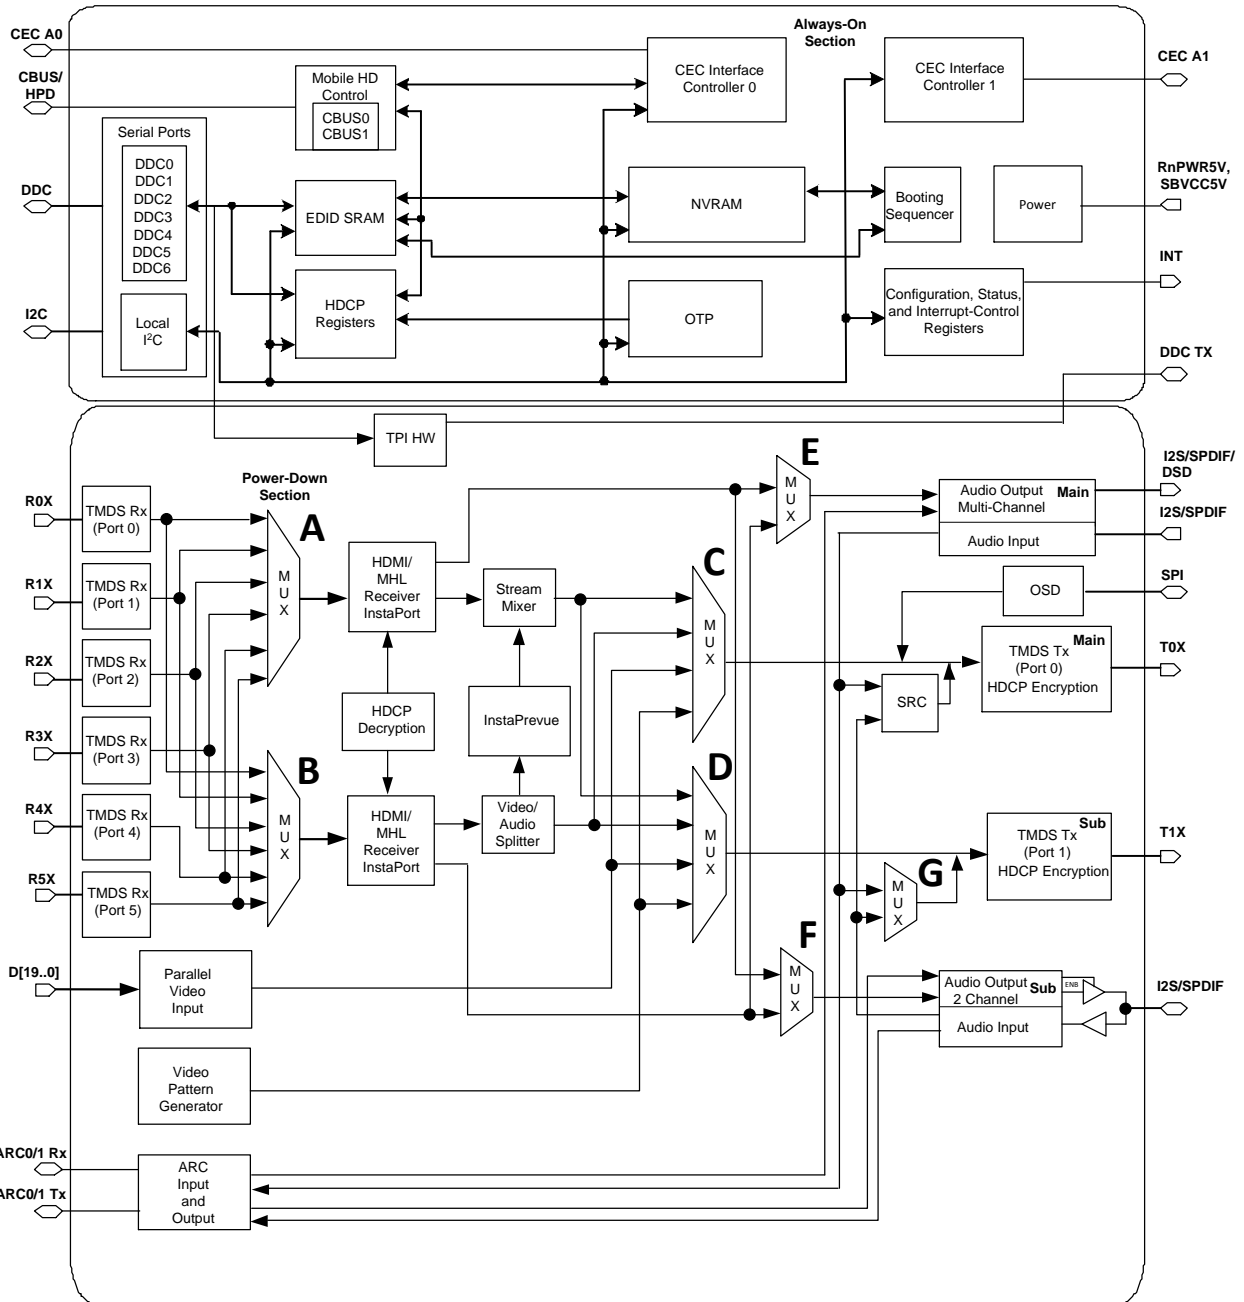 CEC A0
Always-On
Section
CEC A1
CBUS/
HPD
Mobile HD
Control
CBUS0
CBUS1
CEC Interface
Controller 0
CEC Interface
Controller 1
Serial Ports
DDC0
DDC1
DDC2
DDC3
DDC4
DDC5
DDC6
DDC
EDID SRAM
NVRAM
Booting
Sequencer
Power
RnPWR5V,
SBVCC5V
INT
I2C
Local
I²C
HDCP
Registers
OTP
Configuration, Status,
and Interrupt-Control
Registers
DDC TX
TPI HW
Power-Down
Section
R0X
TMDS Rx
(Port 0)
R1X
TMDS Rx
(Port 1)
R2X
TMDS Rx
(Port 2)
R3X
TMDS Rx
(Port 3)
R4X
TMDS Rx
(Port 4)
R5X
TMDS Rx
(Port 5)
A
MUX
B
MUX
HDMI/
MHL
Receiver
InstaPort
HDCP
Decryption
HDMI/
MHL
Receiver
InstaPort
Stream
Mixer
InstaPrevue
Video/
Audio
Splitter
C
MUX
D
MUX
E
MUX
F
MUX
G
MUX
Audio Output
Multi-Channel
Main
Audio Input
I2S/SPDIF/
DSD
I2S/SPDIF
OSD
SPI
SRC
Main
TMDS Tx
(Port 0)
HDCP Encryption
T0X
Sub
TMDS Tx
(Port 1)
HDCP Encryption
T1X
D[19..0]
Parallel
Video
Input
Video
Pattern
Generator
Audio Output
2 Channel
Sub
ENB
Audio Input
I2S/SPDIF
ARC0/1 Rx
ARC0/1 Tx
ARC
Input
and
Output